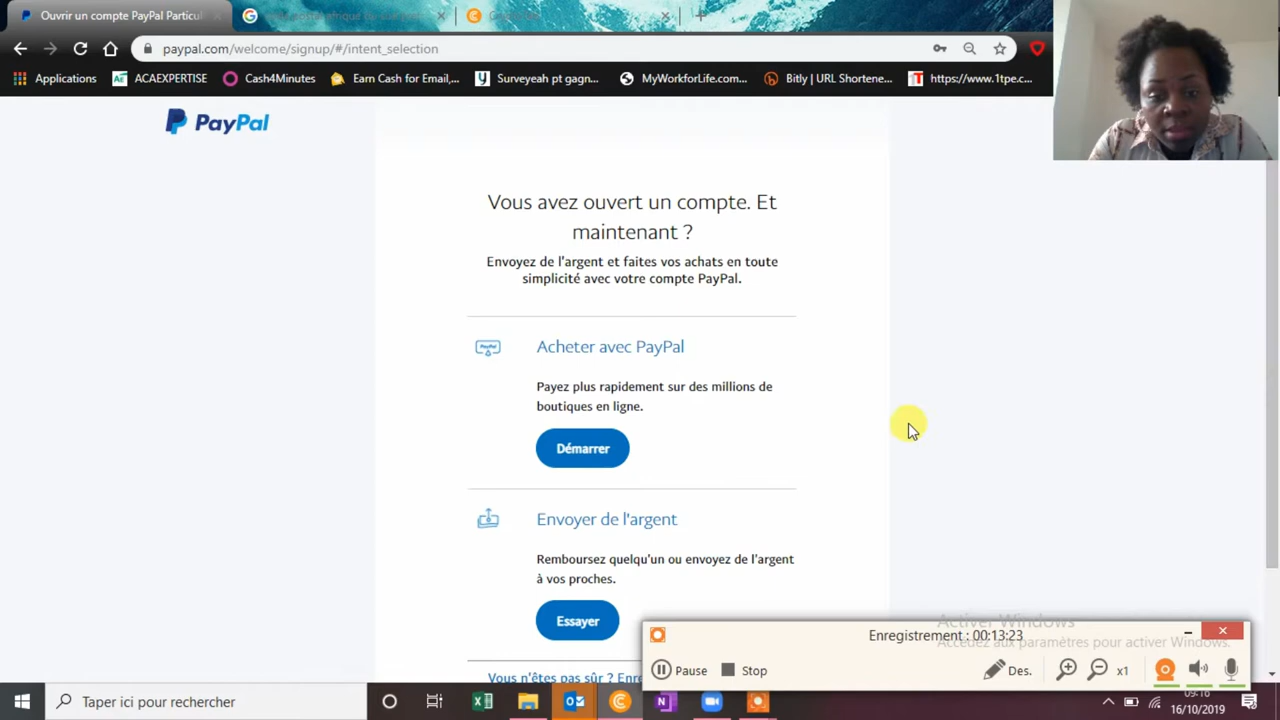 Ouvrir un compte PayPal Particul
paypal.com/welcome/signup/#/intent_selection
Applications
ACAEXPERTISE
Cash4Minutes
Earn Cash for Email,...
Surveyeah pt gagn...
MyWorkforLife.com...
Bitly | URL Shortene...
https://www.1tpe.c...
PayPal
Vous avez ouvert un compte. Et
maintenant ?
Envoyez de l'argent et faites vos achats en toute
simplicité avec votre compte PayPal.
PayPal
Acheter avec PayPal
Payez plus rapidement sur des millions de
boutiques en ligne.
Démarrer
Envoyer de l'argent
Remboursez quelqu'un ou envoyez de l'argent
à vos proches.
Essayer
Activer Windows
Accédez aux paramètres pour activer Windows.
Enregistrement : 00:13:23
Pause
Stop
Des.
x1
Vous n'êtes pas sûr ? Enre
Taper ici pour rechercher
09:16
16/10/2019